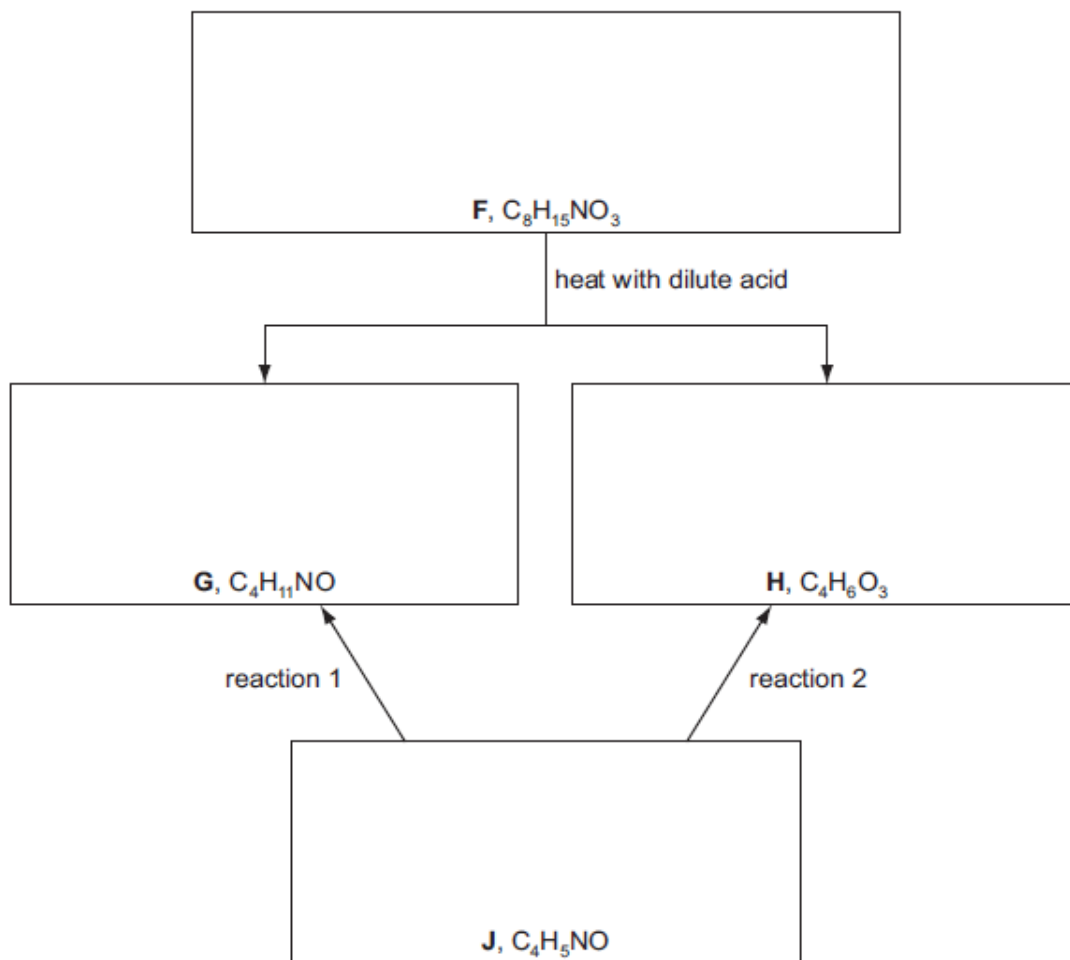 F, C₈H₁₅NO₃
heat with dilute acid
G, C₄H₁₁NO
H, C₄H₆O₃
reaction 1
reaction 2
J, C₄H₅NO